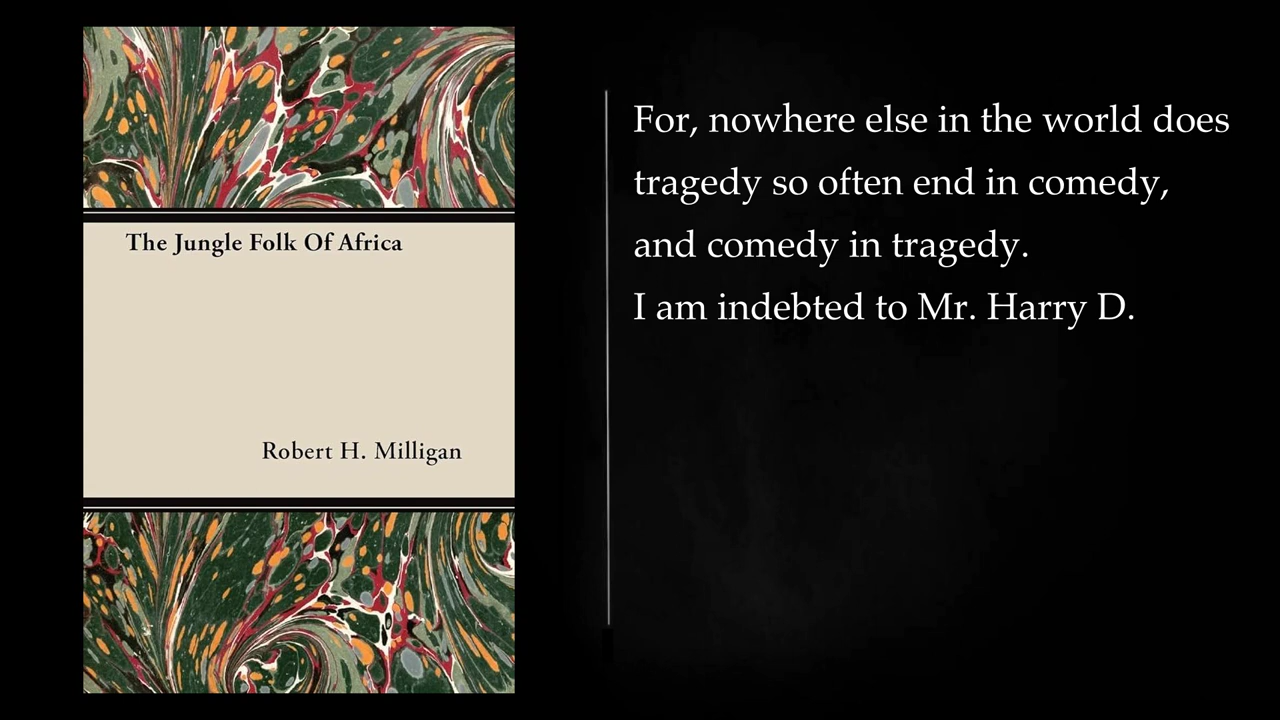 The Jungle Folk Of Africa
Robert H. Milligan
For, nowhere else in the world does
tragedy so often end in comedy,
and comedy in tragedy.
I am indebted to Mr. Harry D.